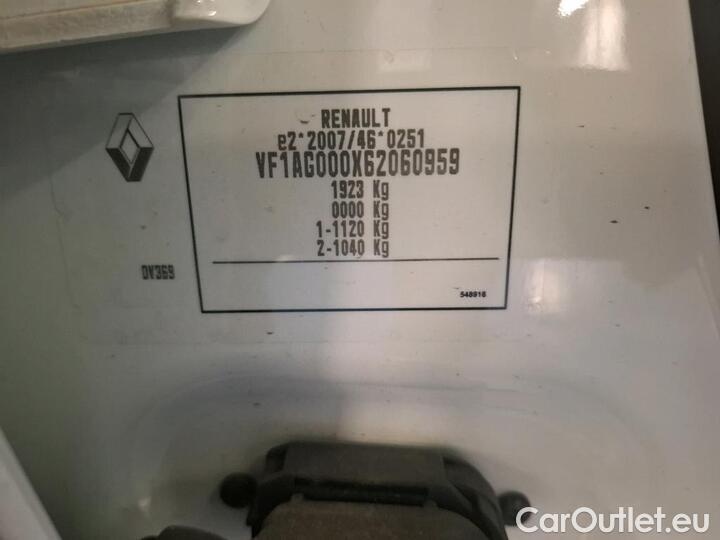 RENAULT
e2*2007/46*0251
VF1AG000X62060959
1923 Kg
0000 Kg
1-1120 Kg
2-1040 Kg
DV369
548916
CarOutlet.eu